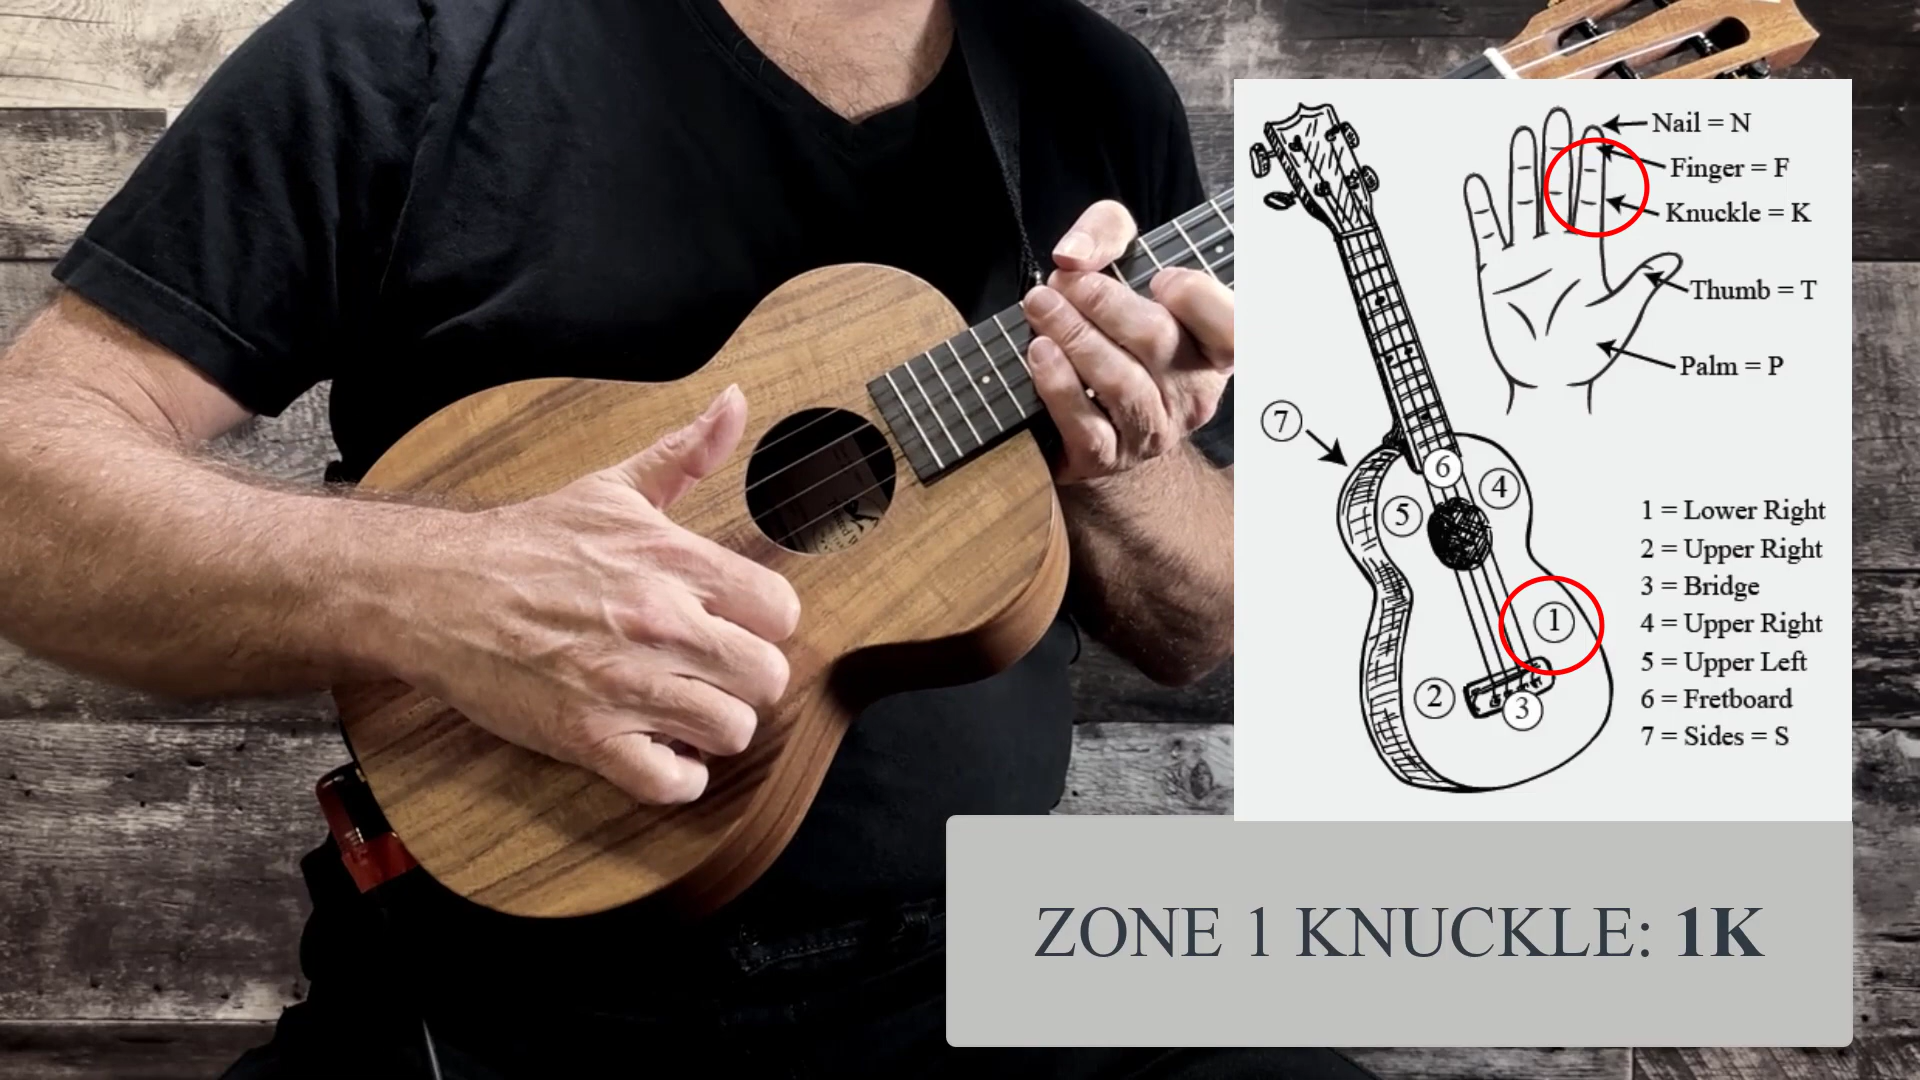 Nail = N
Finger = F
Knuckle = K
Thumb = T
Palm = P
7
6
4
5
1
2
3
1 = Lower Right
2 = Upper Right
3 = Bridge
4 = Upper Right
5 = Upper Left
6 = Fretboard
7 = Sides = S
ZONE 1 KNUCKLE: 1K